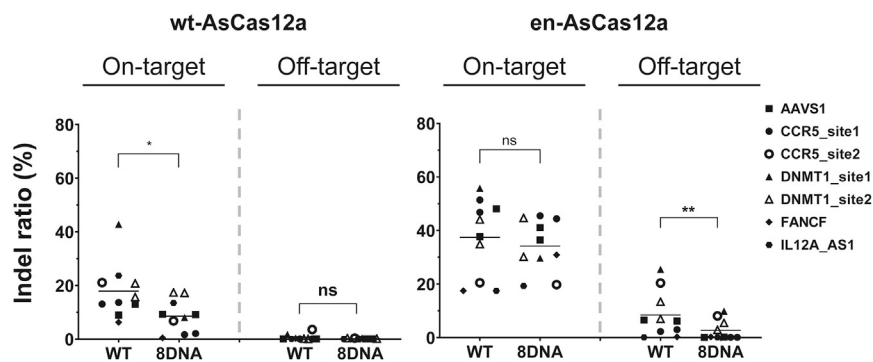 wt-AsCas12a
en-AsCas12a
On-target
Off-target
On-target
Off-target
Indel ratio (%)
80
60
40
20
0
*
ns
WT
8DNA
WT
8DNA
80
60
40
20
0
ns
**
WT
8DNA
WT
8DNA
AAVS1
CCR5_site1
CCR5_site2
DNMT1_site1
DNMT1_site2
FANCF
IL12A_AS1